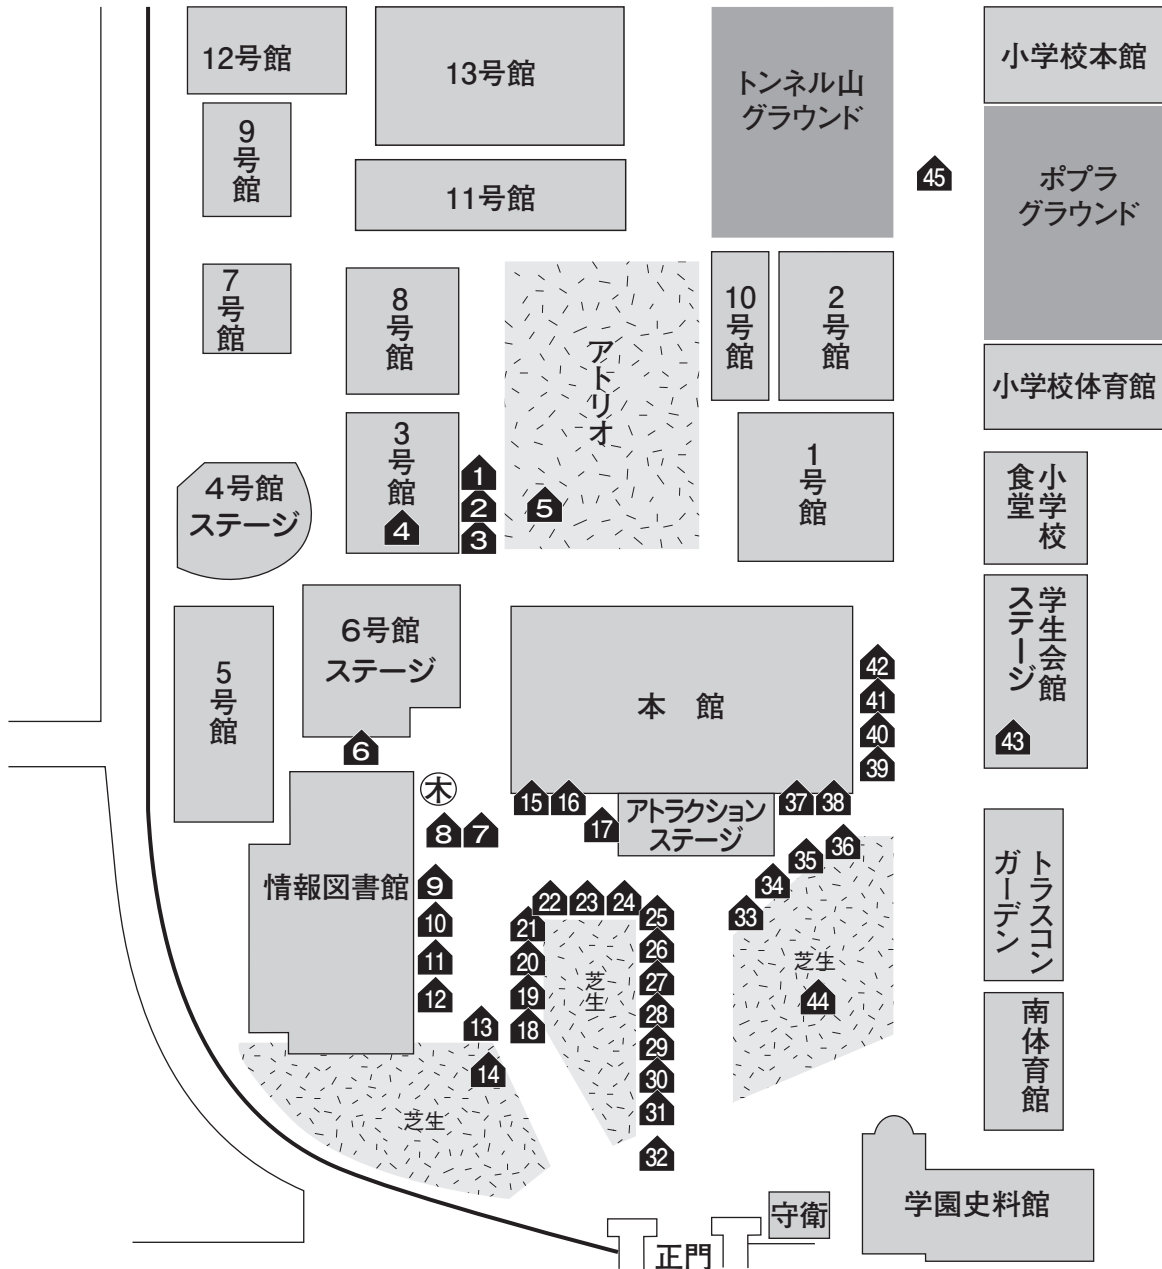 12号館
13号館
トンネル山
グラウンド
小学校本館
9号館
11号館
45
ポプラ
グラウンド
7号館
8号館
アトリオ
10号館
2号館
小学校体育館
3号館
1号館
4号館
ステージ
1
2
3
4
5
小学校
食堂
6号館
ステージ
5号館
本 館
学生会館
ステージ
42
41
40
39
43
6
木
8
7
15
16
17
アトラクション
ステージ
37
38
36
35
34
33
情報図書館
9
10
11
12
13
14
22
23
24
21
20
19
18
25
26
27
28
29
30
31
32
芝生
芝生
44
芝生
トラスコン
ガーデン
南体育館
学園史料館
守衛
正門